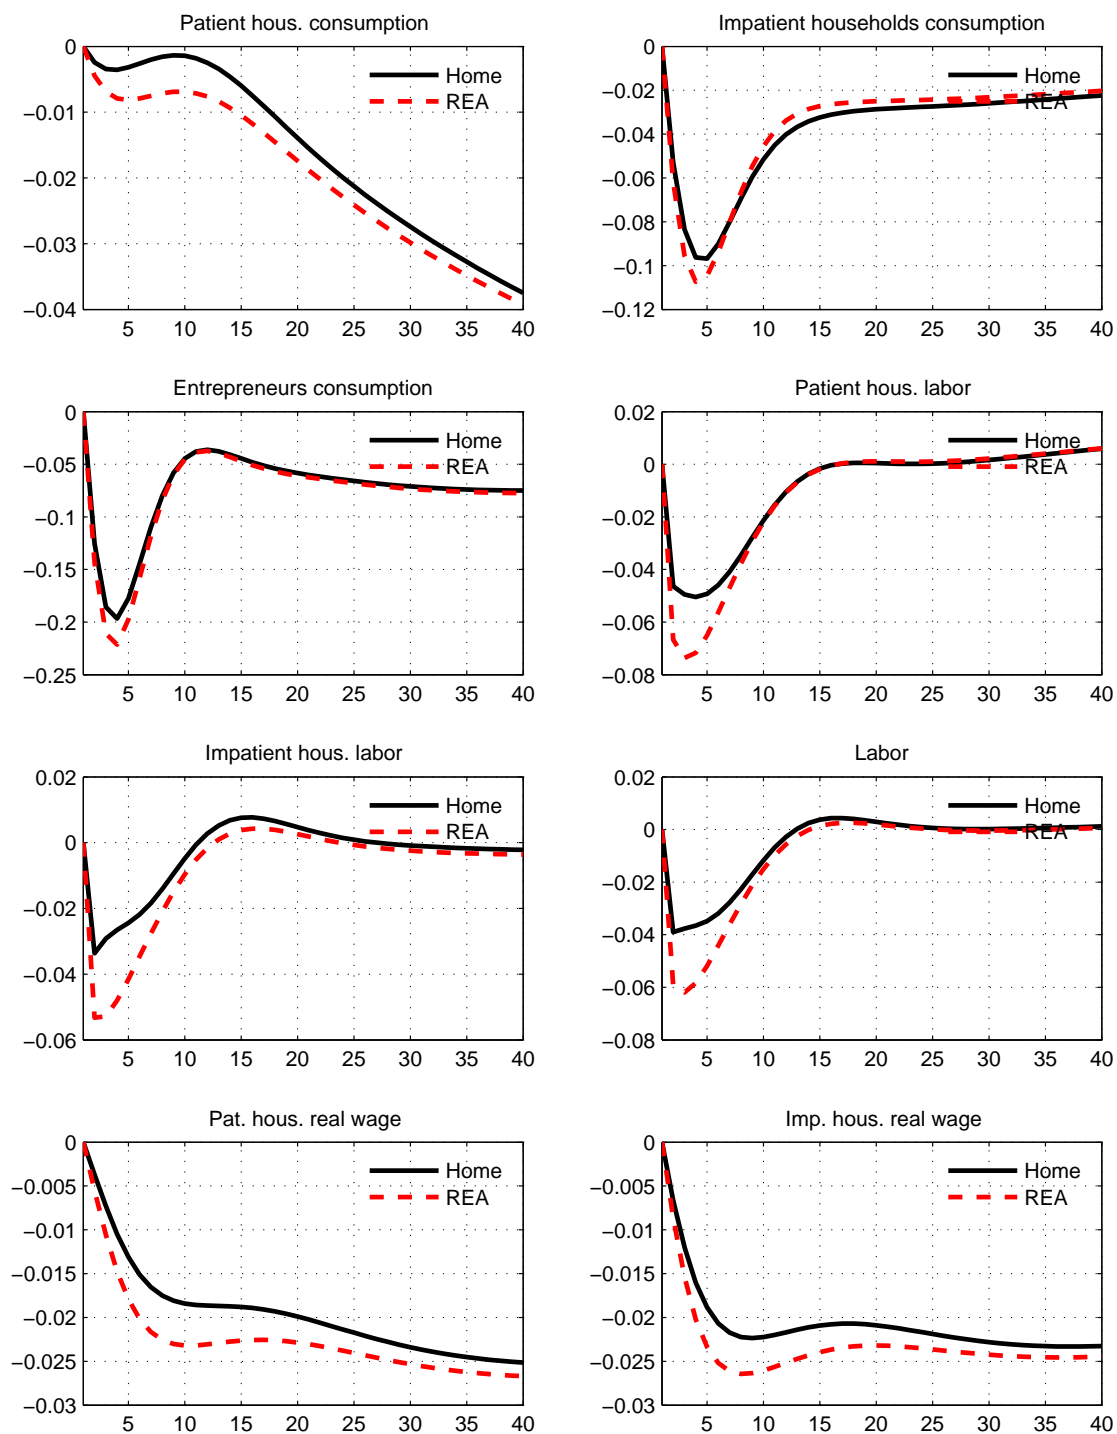 Patient hous. consumption
0
−0.01
−0.02
−0.03
−0.04
5 10 15 20 25 30 35 40
Home
REA
Impatient households consumption
0
−0.02
−0.04
−0.06
−0.08
−0.1
−0.12
5 10 15 20 25 30 35 40
Home
REA
Entrepreneurs consumption
0
−0.05
−0.1
−0.15
−0.2
−0.25
5 10 15 20 25 30 35 40
Home
REA
Patient hous. labor
0.02
0
−0.02
−0.04
−0.06
−0.08
5 10 15 20 25 30 35 40
Home
REA
Impatient hous. labor
0.02
0
−0.02
−0.04
−0.06
5 10 15 20 25 30 35 40
Home
REA
Labor
0.02
0
−0.02
−0.04
−0.06
−0.08
5 10 15 20 25 30 35 40
Home
REA
Pat. hous. real wage
0
−0.005
−0.01
−0.015
−0.02
−0.025
−0.03
5 10 15 20 25 30 35 40
Home
REA
Imp. hous. real wage
0
−0.005
−0.01
−0.015
−0.02
−0.025
−0.03
5 10 15 20 25 30 35 40
Home
REA